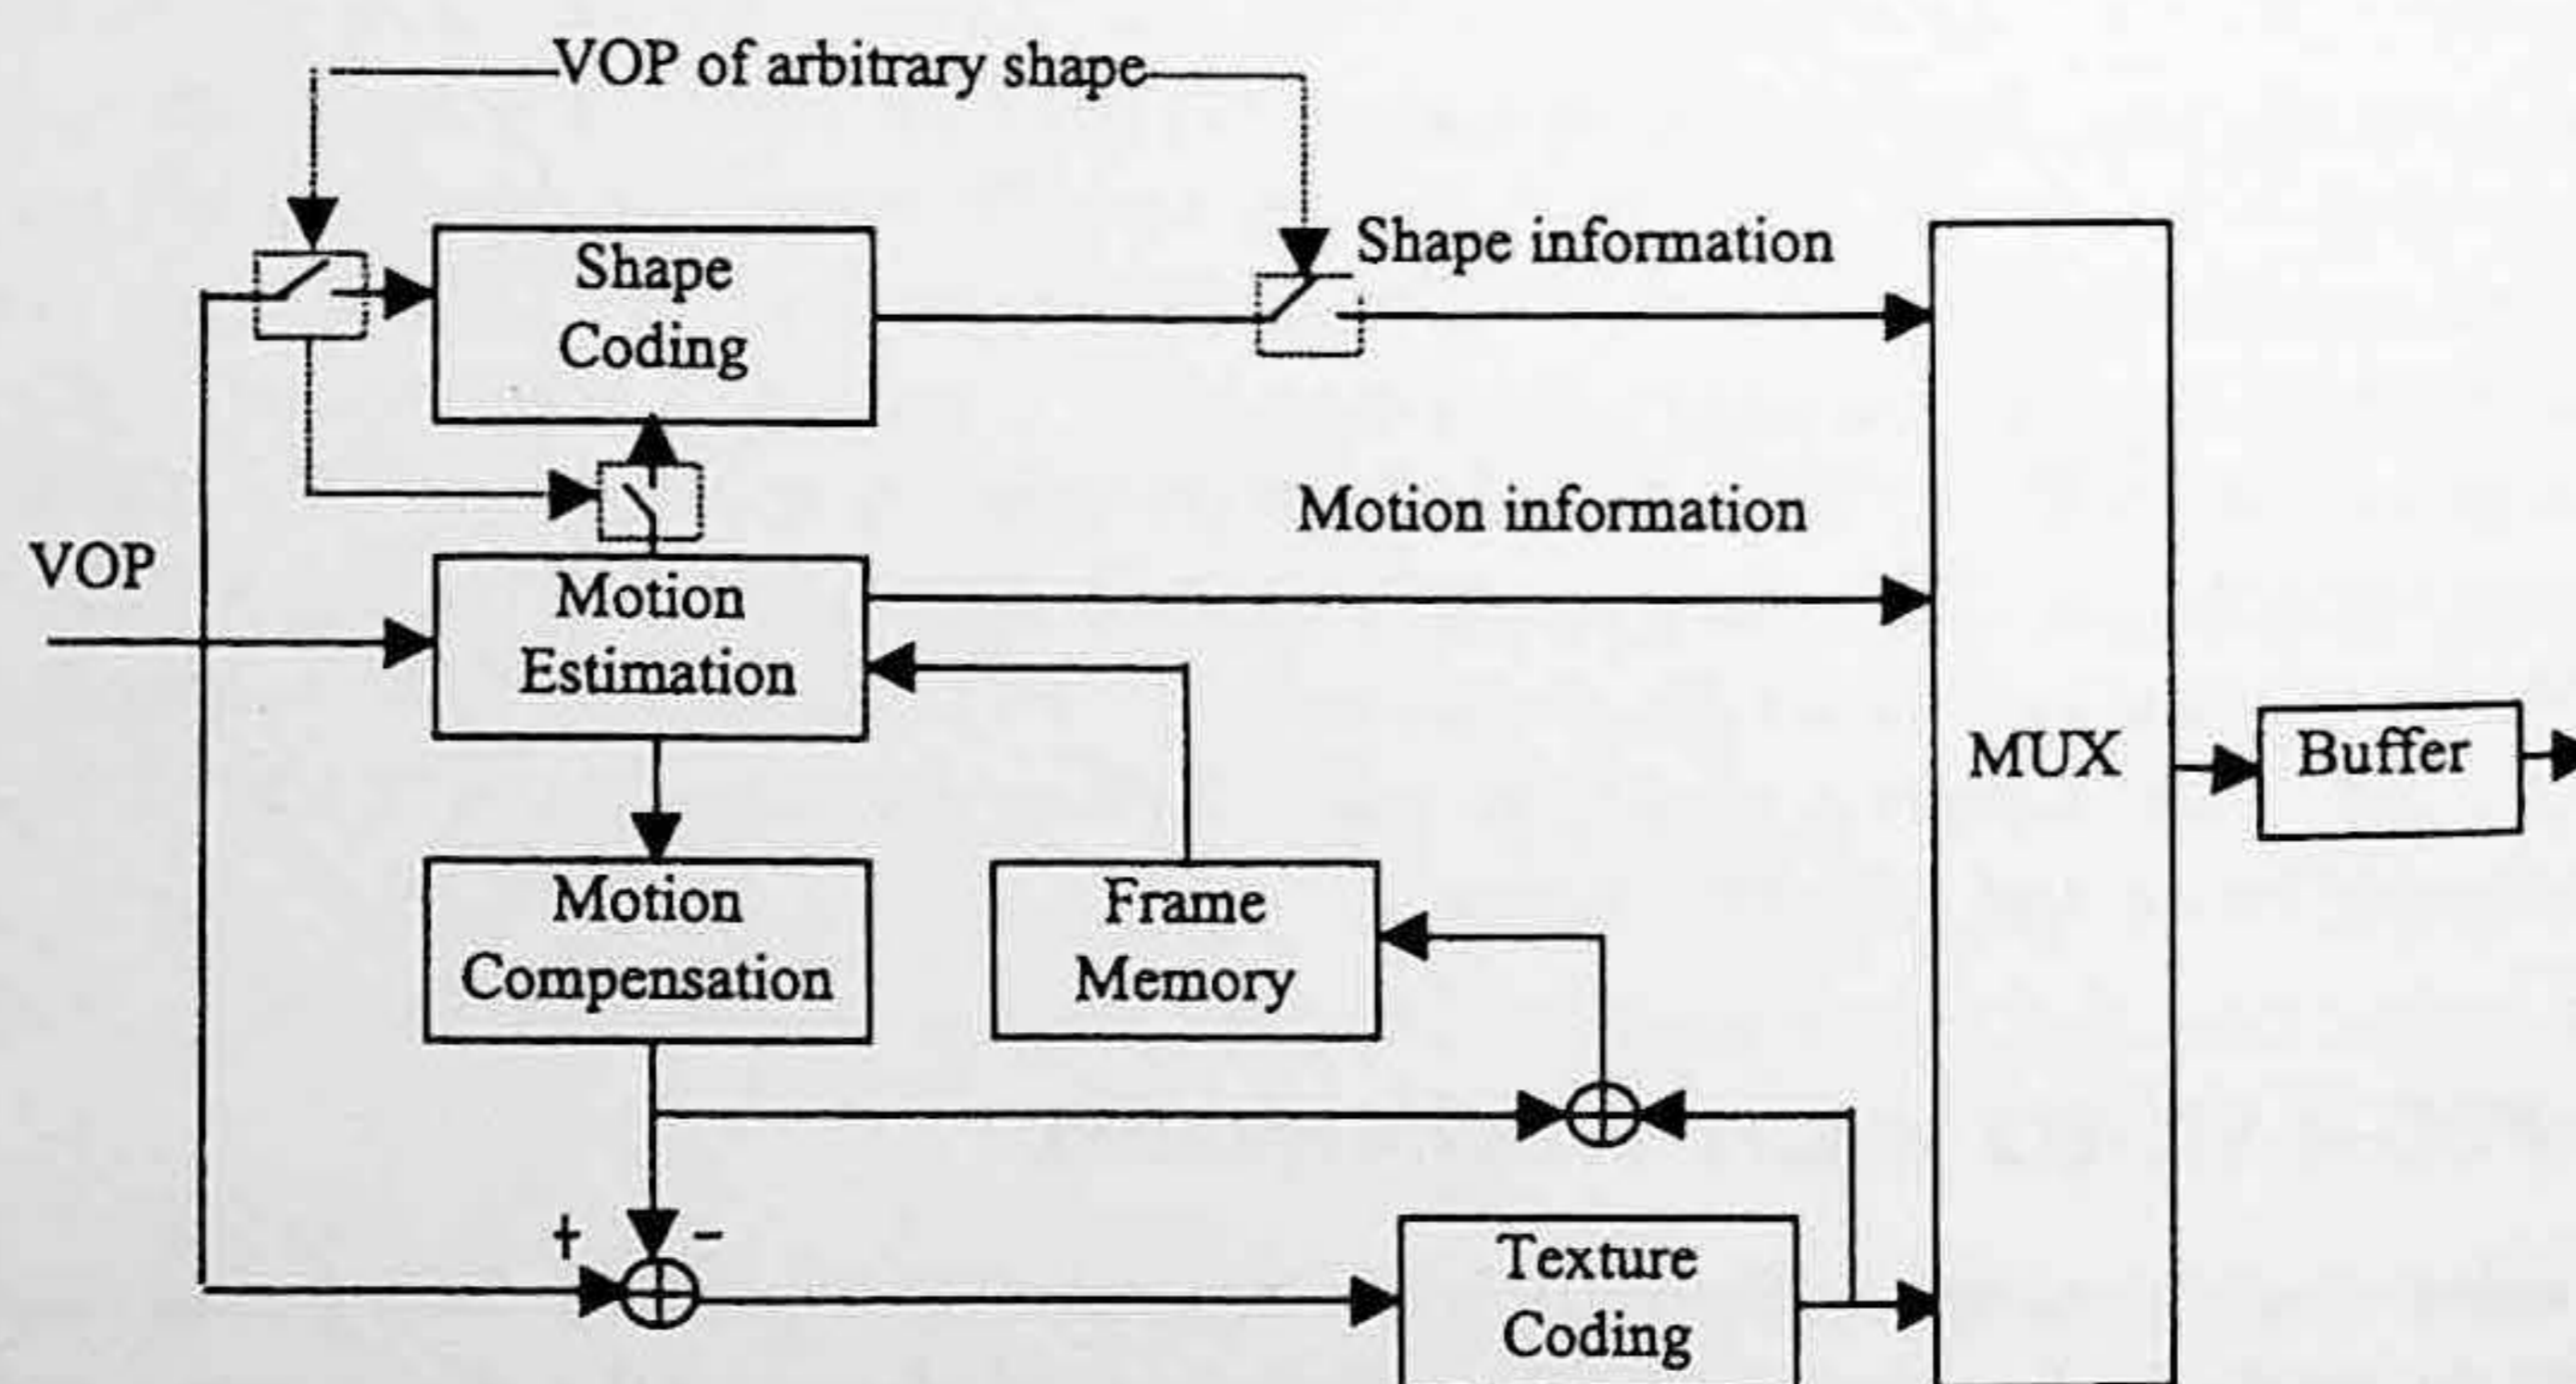 VOP of arbitrary shape
Shape
Coding
Shape information
Motion information
VOP
Motion
Estimation
MUX
Buffer
Motion
Compensation
Frame
Memory
+
-
Texture
Coding